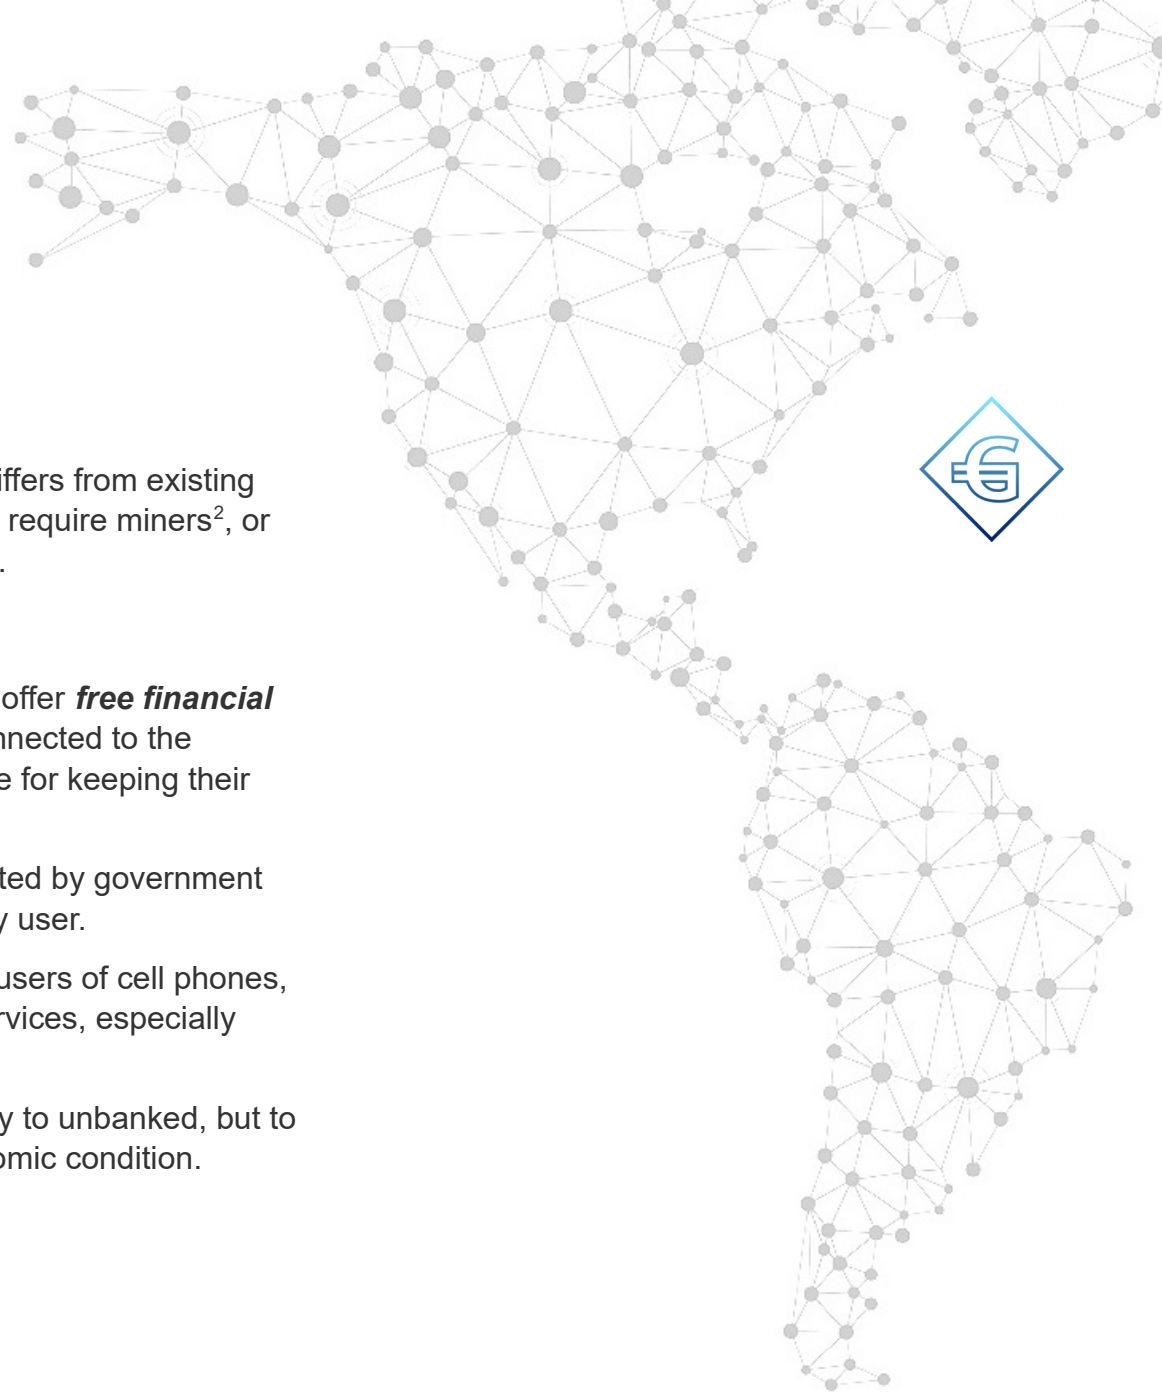 iffers from existing
require miners², or
.
offer free financial
nnected to the
e for keeping their
ted by government
y user.
users of cell phones,
rvices, especially
y to unbanked, but to
omic condition.